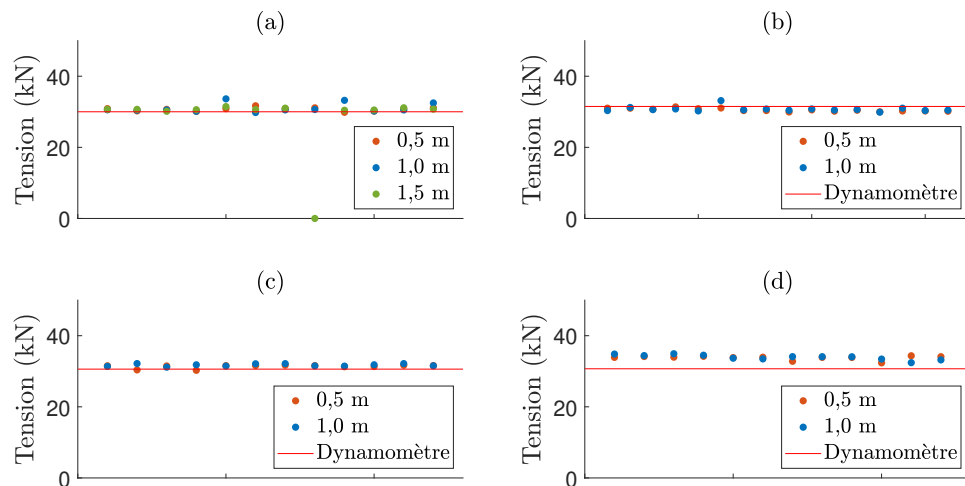 (a)
Tension (kN)
40
20
0
0,5 m
1,0 m
1,5 m
(b)
Tension (kN)
40
20
0
0,5 m
1,0 m
Dynamomètre
(c)
Tension (kN)
40
20
0
0,5 m
1,0 m
Dynamomètre
(d)
Tension (kN)
40
20
0
0,5 m
1,0 m
Dynamomètre